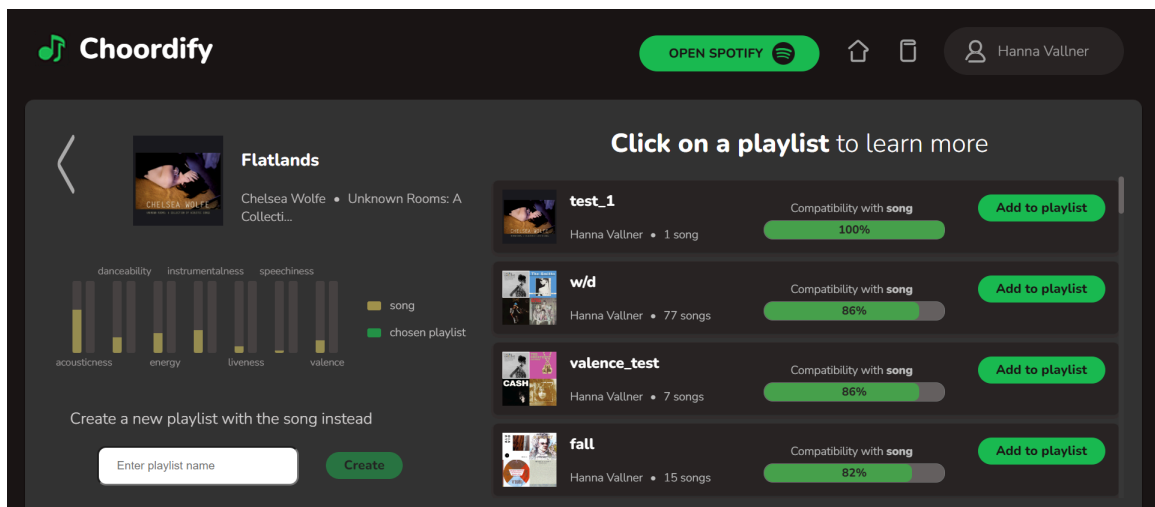 Choordify
OPEN SPOTIFY
Hanna Vallner
Flatlands
Chelsea Wolfe • Unknown Rooms: A
Collecti...
danceability instrumentalness speechiness
acousticness energy liveness valence
song
chosen playlist
Create a new playlist with the song instead
Enter playlist name
Create
Click on a playlist to learn more
test_1
Hanna Vallner • 1 song
Compatibility with song
100%
Add to playlist
w/d
Hanna Vallner • 77 songs
Compatibility with song
86%
Add to playlist
valence_test
Hanna Vallner • 7 songs
Compatibility with song
86%
Add to playlist
fall
Hanna Vallner • 15 songs
Compatibility with song
82%
Add to playlist
CHELSEA WOLFE
CASH